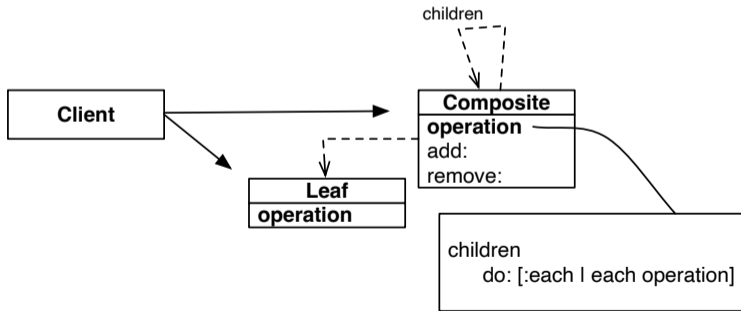 children
Client
Composite
operation
add:
remove:
Leaf
operation
children
do: [:each | each operation]